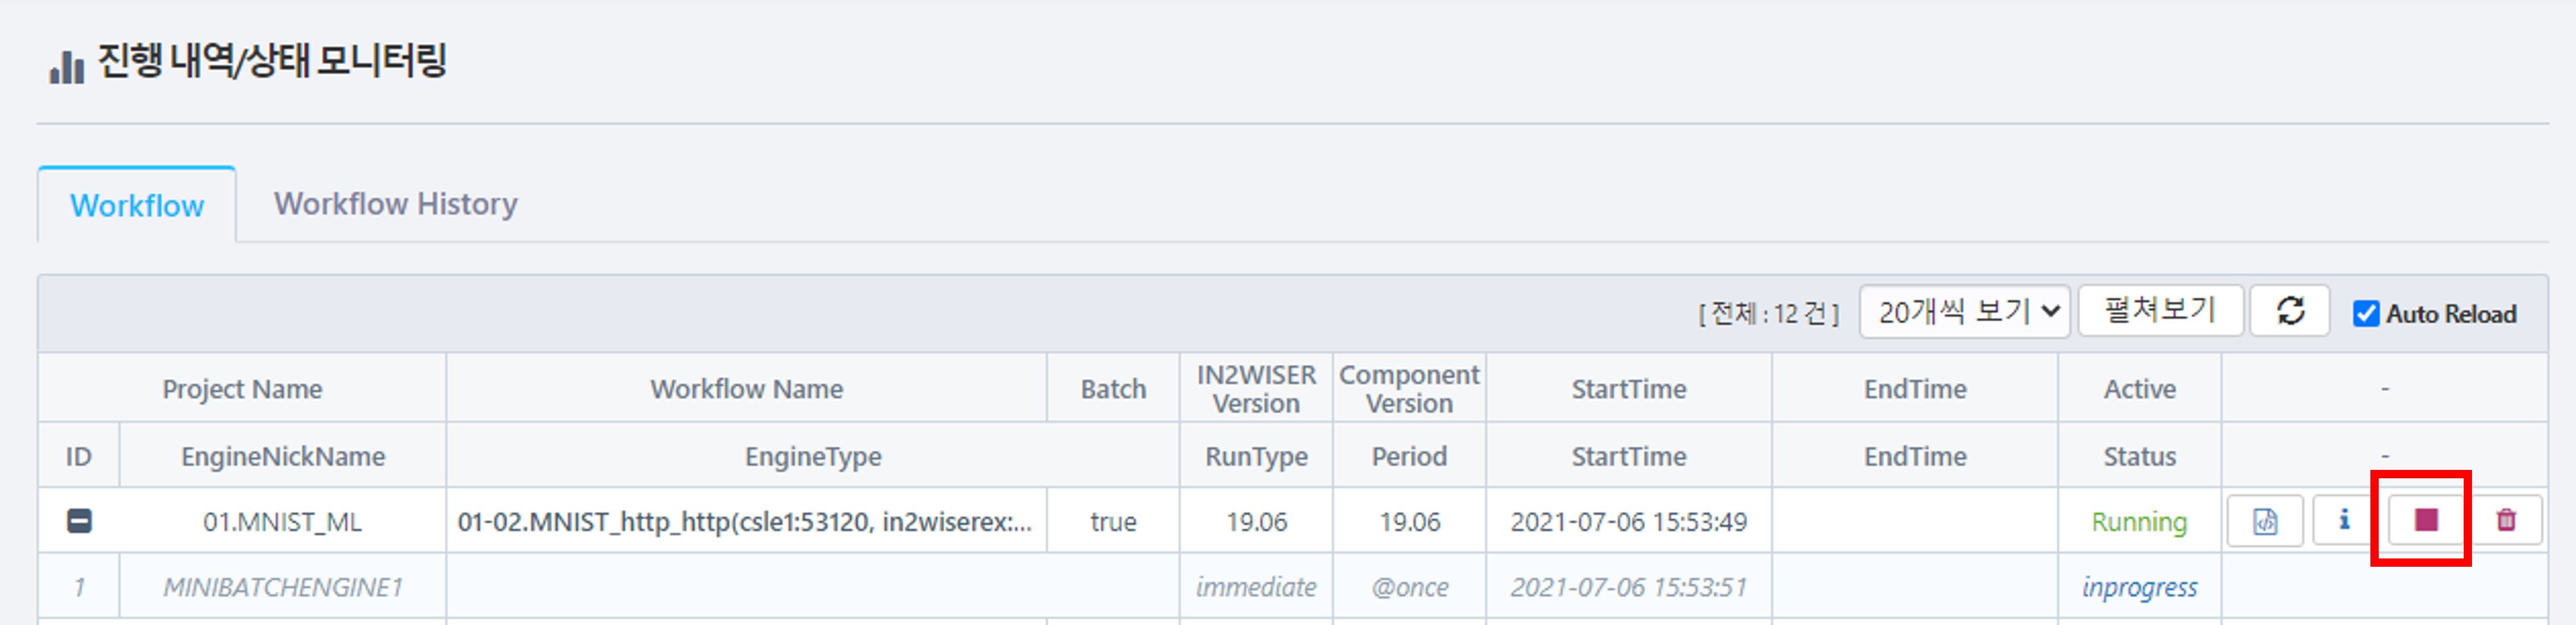 진행 내역/상태 모니터링
Workflow Workflow History
[ 전체 : 12 건 ] 20개씩 보기 펼쳐보기 Auto Reload
Project Name Workflow Name Batch IN2WISER Version Component Version StartTime EndTime Active -
ID EngineNickName EngineType RunType Period StartTime EndTime Status -
01.MNIST_ML 01-02.MNIST_http_http(csle1:53120, in2wiserex:... true 19.06 19.06 2021-07-06 15:53:49 Running
1 MINIBATCHENGINE1 immediate @once 2021-07-06 15:53:51 inprogress